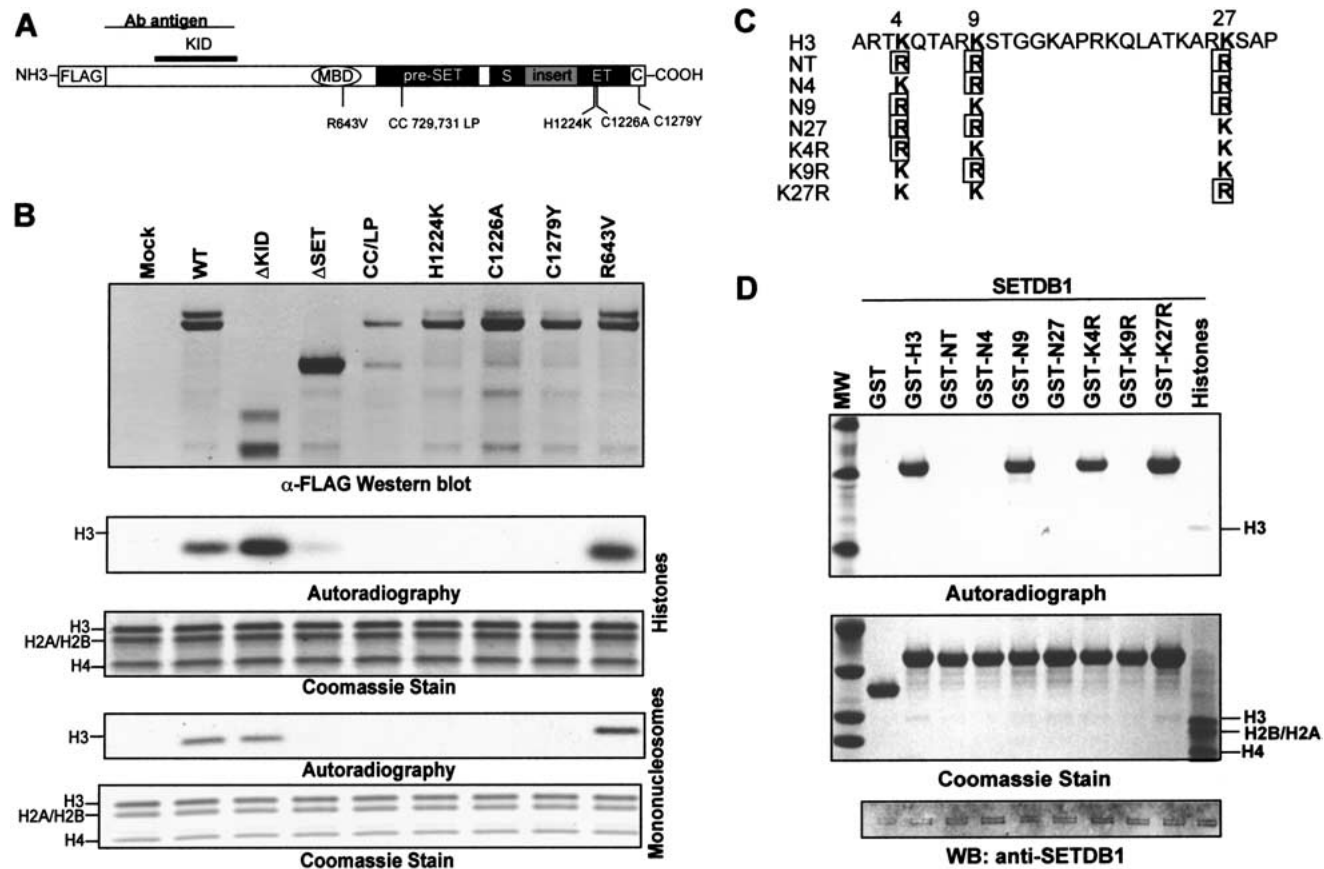 A
Ab antigen
KID
NH3 FLAG MBD pre-SET S insert ET C COOH
R643V CC 729,731 LP H1224K C1226A C1279Y
B
Mock WT ΔKID ΔSET CC/LP H1224K C1226A C1279Y R643V
α-FLAG Western blot
H3
Autoradiography
H3
H2A/H2B
H4
Coomassie Stain
Histones
H3
Autoradiography
H3
H2A/H2B
H4
Coomassie Stain
Mononucleosomes
C
4 9 27
H3 ARTKQTARKSTGGKAPRKQLATKARKSAP
NT R R R
N4 K R R
N9 R K R
N27 R R K
K4R R K K
K9R K R K
K27R K K R
D
SETDB1
MW GST GST-H3 GST-NT GST-N4 GST-N9 GST-N27 GST-K4R GST-K9R GST-K27R Histones
H3
Autoradiograph
H3
H2B/H2A
H4
Coomassie Stain
WB: anti-SETDB1